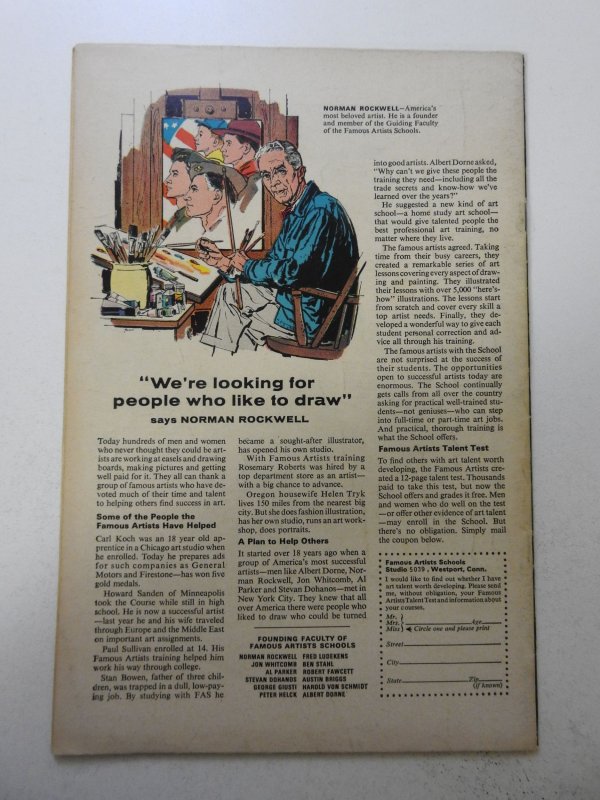 NORMAN ROCKWELL—America's
most beloved artist. He is a founder
and member of the Guiding Faculty
of the Famous Artists Schools.
"We're looking for
people who like to draw"
says NORMAN ROCKWELL
Today hundreds of men and women
who never thought they could be art-
ists are working at easels and drawing
boards, making pictures and getting
well paid for it. They all can thank a
group of famous artists who have de-
voted much of their time and talent
to helping others find success in art.
Some of the People the
Famous Artists Have Helped
Carl Koch was an 18 year old ap-
prentice in a Chicago art studio when
he enrolled. Today he prepares ads
for such companies as General
Motors and Firestone—has won five
gold medals.
Howard Sanden of Minneapolis
took the Course while still in high
school. He is now a successful artist
—last year he and his wife traveled
through Europe and the Middle East
on important art assignments.
Paul Sullivan enrolled at 14. His
Famous Artists training helped him
work his way through college.
Stan Bowen, father of three chil-
dren, was trapped in a dull, low-pay-
ing job. By studying with FAS he
became a sought-after illustrator,
has opened his own studio.
With Famous Artists training
Rosemary Roberts was hired by a
top department store as an artist—
with a big chance to advance.
Oregon housewife Helen Tryk
lives 150 miles from the nearest big
city. But she does fashion illustration,
has her own studio, runs an art work-
shop, does portraits.
A Plan to Help Others
It started over 18 years ago when a
group of America's most successful
artists—men like Albert Dorne, Nor-
man Rockwell, Jon Whitcomb, Al
Parker and Stevan Dohanos—met in
New York City. They knew that all
over America there were people who
liked to draw who could be turned
into good artists. Albert Dorne asked,
"Why can't we give these people the
training they need—including all the
trade secrets and know-how we've
learned over the years?"
He suggested a new kind of art
school—a home study art school—
that would give talented people the
best professional art training, no
matter where they live.
The famous artists agreed. Taking
time from their busy careers, they
created a remarkable series of art
lessons covering every aspect of draw-
ing and painting. They illustrated
their lessons with over 5,000 "here's-
how" illustrations. The lessons start
from scratch and cover every skill a
top artist needs. Finally, they de-
veloped a wonderful way to give each
student personal correction and ad-
vice all through his training.
The famous artists with the School
are not surprised at the success of
their students. The opportunities
open to successful artists today are
enormous. The School continually
gets calls from all over the country
asking for practical well-trained stu-
dents—not geniuses—who can step
into full-time or part-time art jobs.
And practical, thorough training is
what the School offers.
Famous Artists Talent Test
To find others with art talent worth
developing, the Famous Artists cre-
ated a 12-page talent test. Thousands
paid to take this test, but now the
School offers and grades it free. Men
and women who do well on the test
—or offer other evidence of art talent
—may enroll in the School. But
there's no obligation. Simply mail
the coupon below.
FOUNDING FACULTY OF
FAMOUS ARTISTS SCHOOLS
NORMAN ROCKWELL FRED LUDEKENS
JON WHITCOMB BEN STAHL
AL PARKER ROBERT FAWCETT
STEVAN DOHANOS AUSTIN BRIGGS
GEORGE GIUSTI HAROLD VON SCHMIDT
PETER HELCK ALBERT DORNE
Famous Artists Schools
Studio 5039, Westport, Conn.
I would like to find out whether I have
art talent worth developing. Please send
me, without obligation, your Famous
Artists Talent Test and information about
your courses.
Mr.
Mrs. Age
Miss Circle one and please print
Street
City
State Zip
(if known)